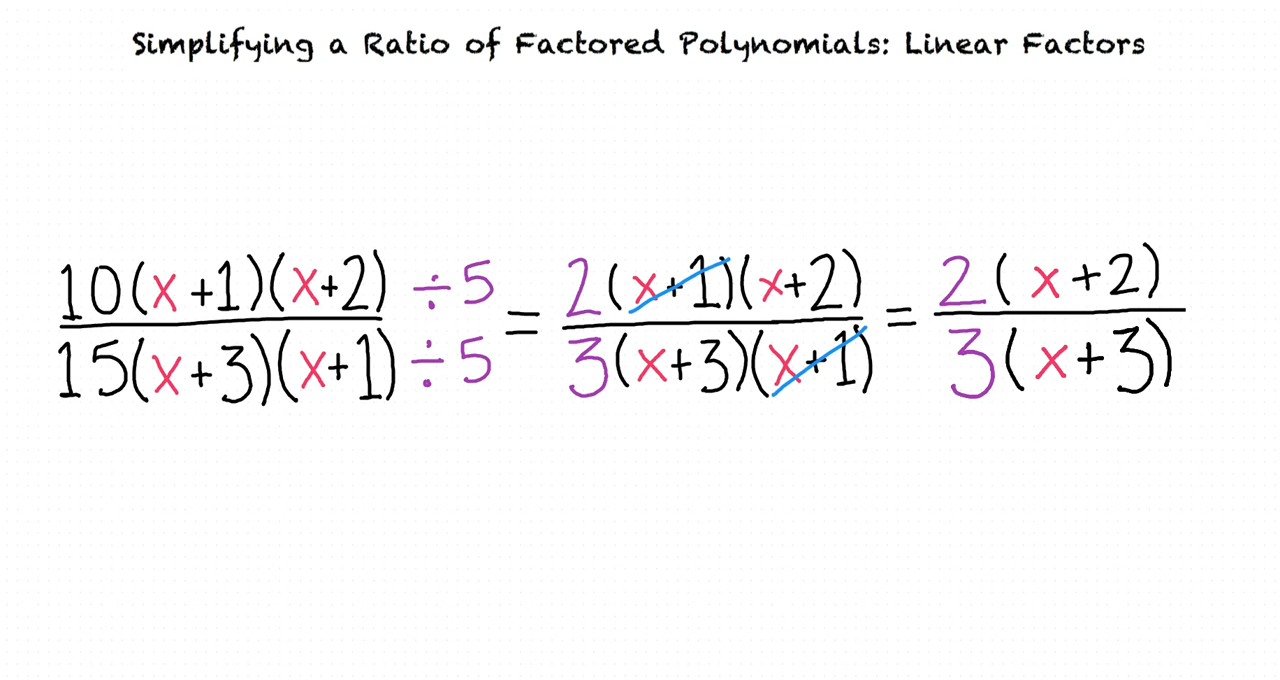 Simplifying a Ratio of Factored Polynomials: Linear Factors
10(x+1)(x+2) ÷5 = 2(x+1)(x+2) = 2(x+2)
15(x+3)(x+1) ÷5 3(x+3)(x+1) 3(x+3)